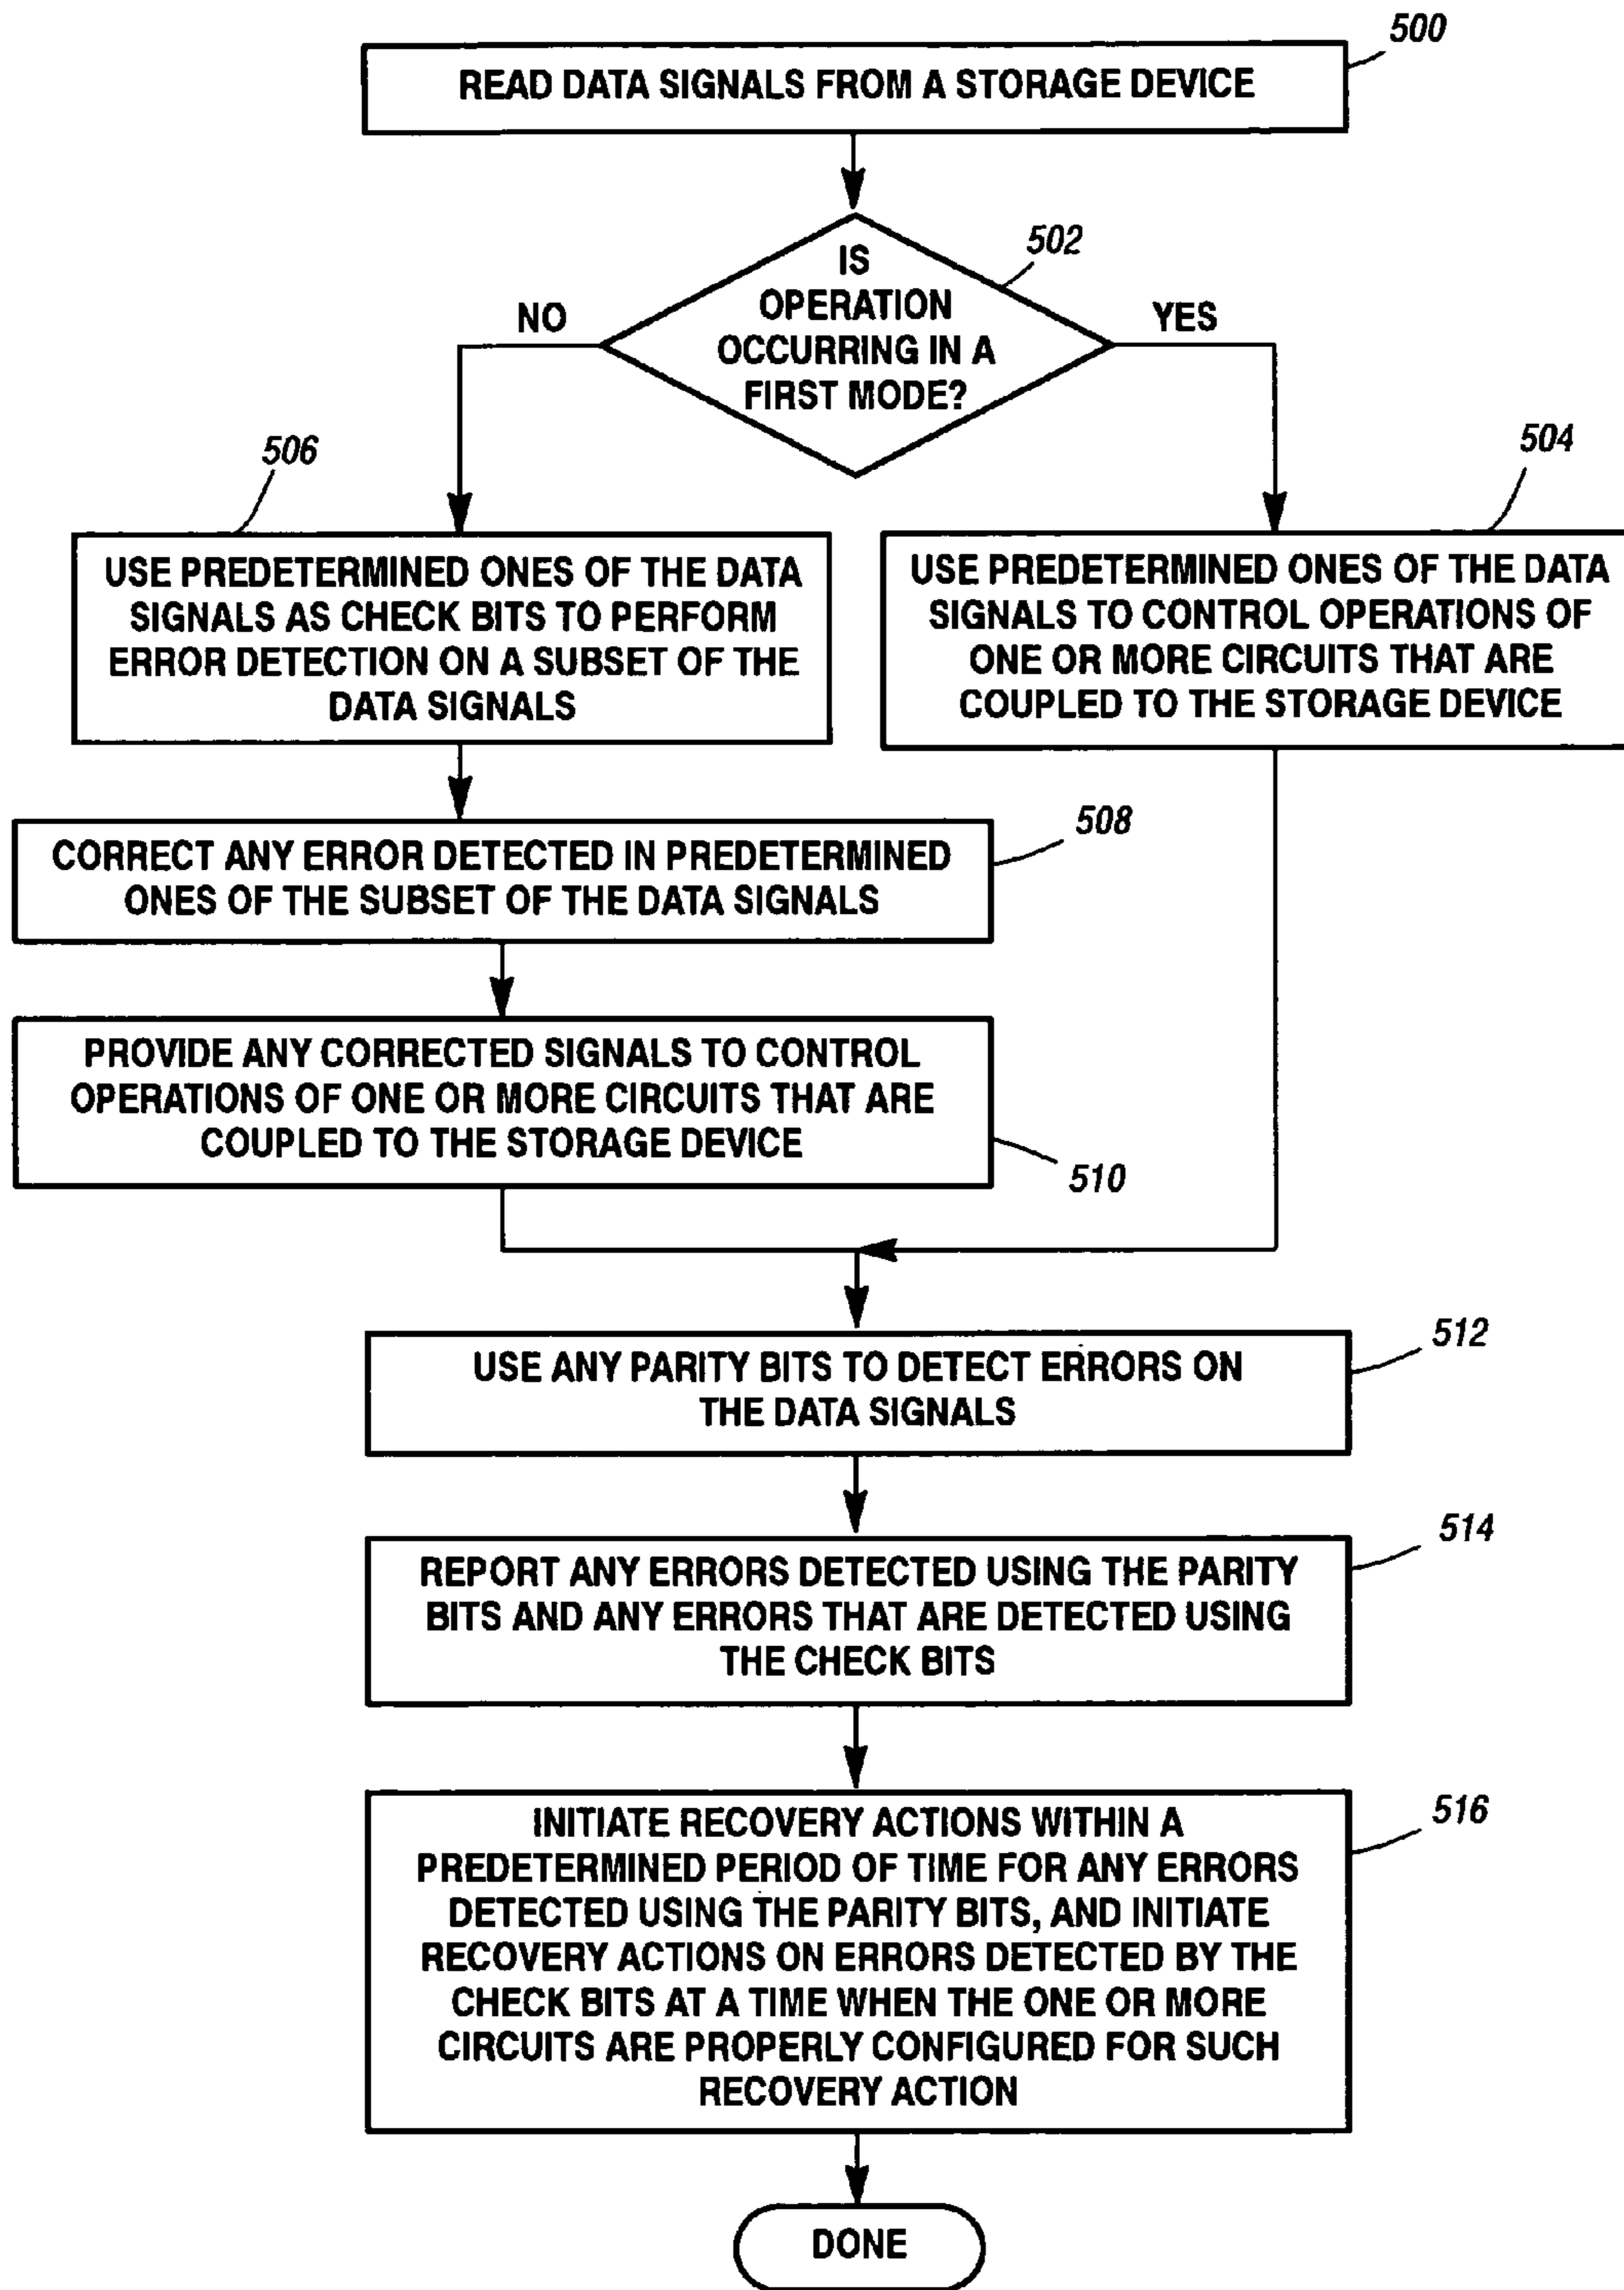 500
READ DATA SIGNALS FROM A STORAGE DEVICE
502
IS
OPERATION
OCCURRING IN A
FIRST MODE?
NO
YES
506
504
USE PREDETERMINED ONES OF THE DATA
SIGNALS AS CHECK BITS TO PERFORM
ERROR DETECTION ON A SUBSET OF THE
DATA SIGNALS
USE PREDETERMINED ONES OF THE DATA
SIGNALS TO CONTROL OPERATIONS OF
ONE OR MORE CIRCUITS THAT ARE
COUPLED TO THE STORAGE DEVICE
508
CORRECT ANY ERROR DETECTED IN PREDETERMINED
ONES OF THE SUBSET OF THE DATA SIGNALS
PROVIDE ANY CORRECTED SIGNALS TO CONTROL
OPERATIONS OF ONE OR MORE CIRCUITS THAT ARE
COUPLED TO THE STORAGE DEVICE
510
512
USE ANY PARITY BITS TO DETECT ERRORS ON
THE DATA SIGNALS
514
REPORT ANY ERRORS DETECTED USING THE PARITY
BITS AND ANY ERRORS THAT ARE DETECTED USING
THE CHECK BITS
516
INITIATE RECOVERY ACTIONS WITHIN A
PREDETERMINED PERIOD OF TIME FOR ANY ERRORS
DETECTED USING THE PARITY BITS, AND INITIATE
RECOVERY ACTIONS ON ERRORS DETECTED BY THE
CHECK BITS AT A TIME WHEN THE ONE OR MORE
CIRCUITS ARE PROPERLY CONFIGURED FOR SUCH
RECOVERY ACTION
DONE